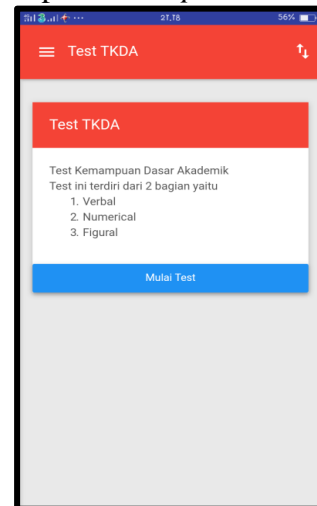 21.18
56%
Test TKDA
Test TKDA
Test Kemampuan Dasar Akademik
Test ini terdiri dari 2 bagian yaitu
1. Verbal
2. Numerical
3. Figural
Mulai Test